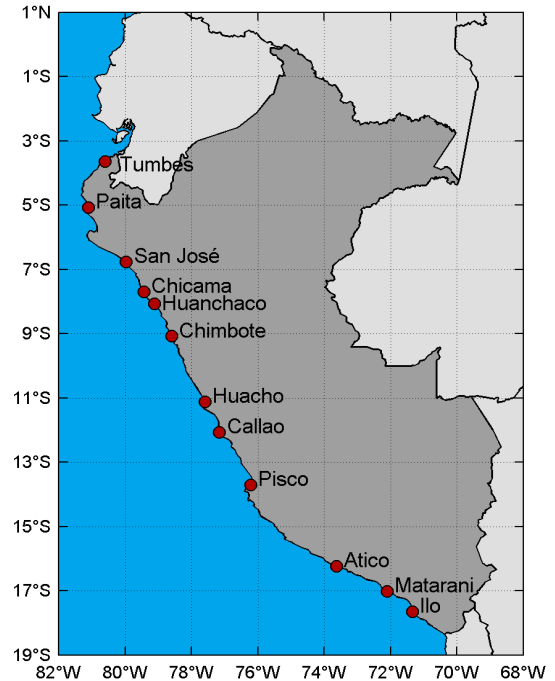 1°N
1°S
3°S
Tumbes
5°S
Paita
San José
7°S
Chicama
Huanchaco
9°S
Chimbote
11°S
Huacho
Callao
13°S
Pisco
15°S
Atico
17°S
Matarani
Ilo
19°S
82°W 80°W 78°W 76°W 74°W 72°W 70°W 68°W